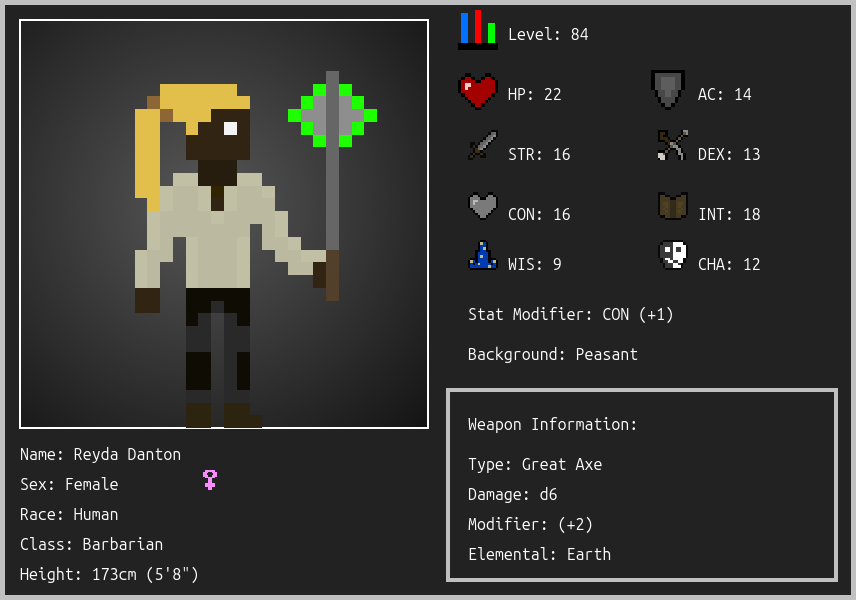 Level: 84
HP: 22
AC: 14
STR: 16
DEX: 13
CON: 16
INT: 18
WIS: 9
CHA: 12
Stat Modifier: CON (+1)
Background: Peasant
Weapon Information:
Type: Great Axe
Damage: d6
Modifier: (+2)
Elemental: Earth
Name: Reyda Danton
Sex: Female
Race: Human
Class: Barbarian
Height: 173cm (5'8")